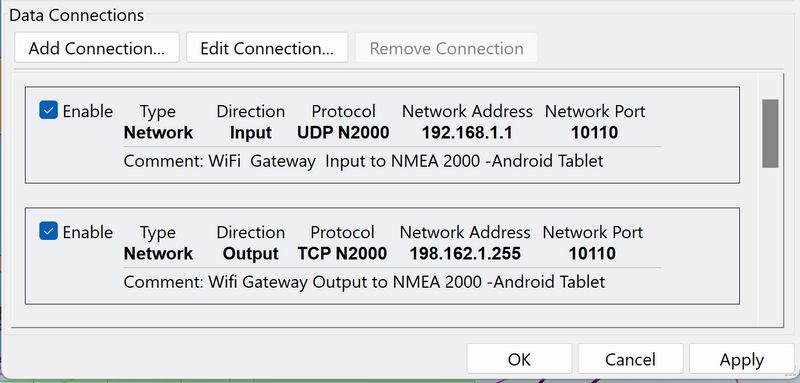 Data Connections
Add Connection... Edit Connection... Remove Connection
Enable Type Direction Protocol Network Address Network Port
Network Input UDP N2000 192.168.1.1 10110
Comment: WiFi  Gateway  Input to NMEA 2000 -Android Tablet
Enable Type Direction Protocol Network Address Network Port
Network Output TCP N2000 198.162.1.255 10110
Comment: Wifi Gateway Output to NMEA 2000 -Android Tablet
OK Cancel Apply